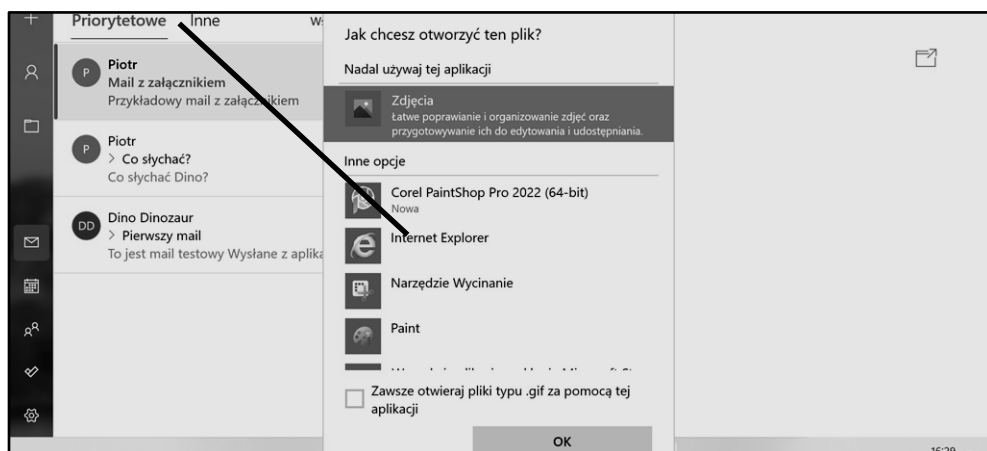 Priorytetowe Inne
P
Piotr
Mail z załącznikiem
Przykładowy mail z załącznikiem
P
Piotr
> Co słychać?
Co słychać Dino?
DD
Dino Dinozaur
> Pierwszy mail
To jest mail testowy Wysłane z aplika
Jak chcesz otworzyć ten plik?
Nadal używaj tej aplikacji
Zdjęcia
Łatwe poprawianie i organizowanie zdjęć oraz
przygotowywanie ich do edytowania i udostępniania.
Inne opcje
Corel PaintShop Pro 2022 (64-bit)
Nowa
Internet Explorer
Narzędzie Wycinanie
Paint
Zawsze otwieraj pliki typu .gif za pomocą tej
aplikacji
OK